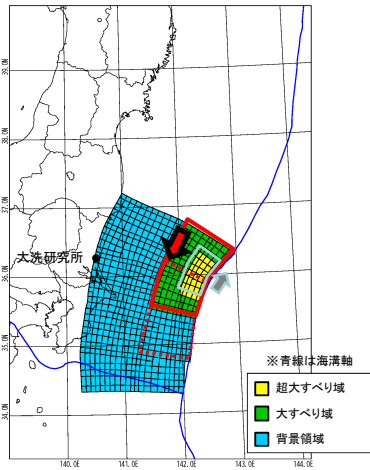 39.0N
38.0N
37.0N
36.0N
35.0N
34.0N
大洗研究所
※青線は海溝軸
超大すべり域
大すべり域
背景領域
140.0E
141.0E
142.0E
143.0E
144.0E